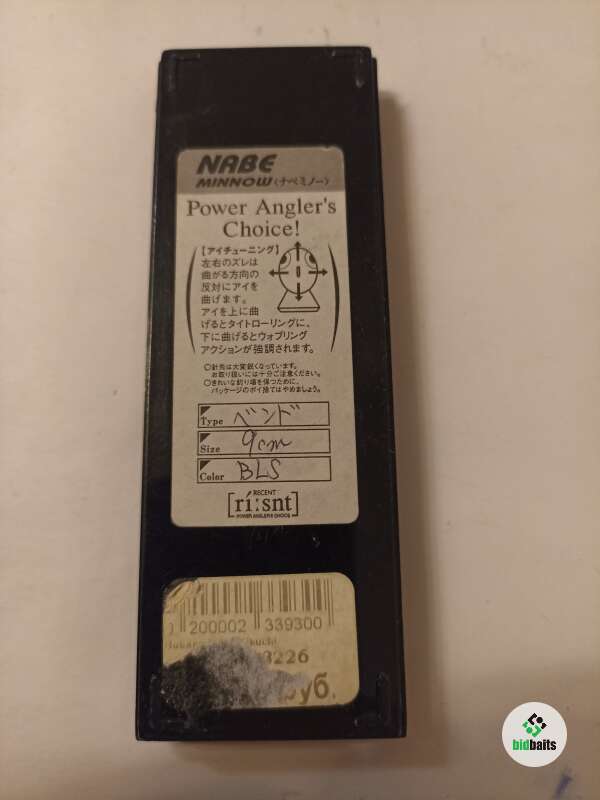 NABE
MINNOW〈ナベミノー〉
Power Angler's
Choice!
【アイチューニング】
左右のズレは
曲がる方向の
反対にアイを
曲げます。
アイを上に曲
げるとタイトローリングに、
下に曲げるとウォブリング
アクションが強調されます。
○針先は大変鋭くなっています。
お取り扱いには十分ご注意ください。
○きれいな釣り場を保つために、
パッケージのポイ捨てはやめましょう。
Type ベンド
Size 9cm
Color BLS
RECENT
[ri:snt]
POWER ANGLER'S CHOICE
200002 339300
3226
руб.
bidbaits